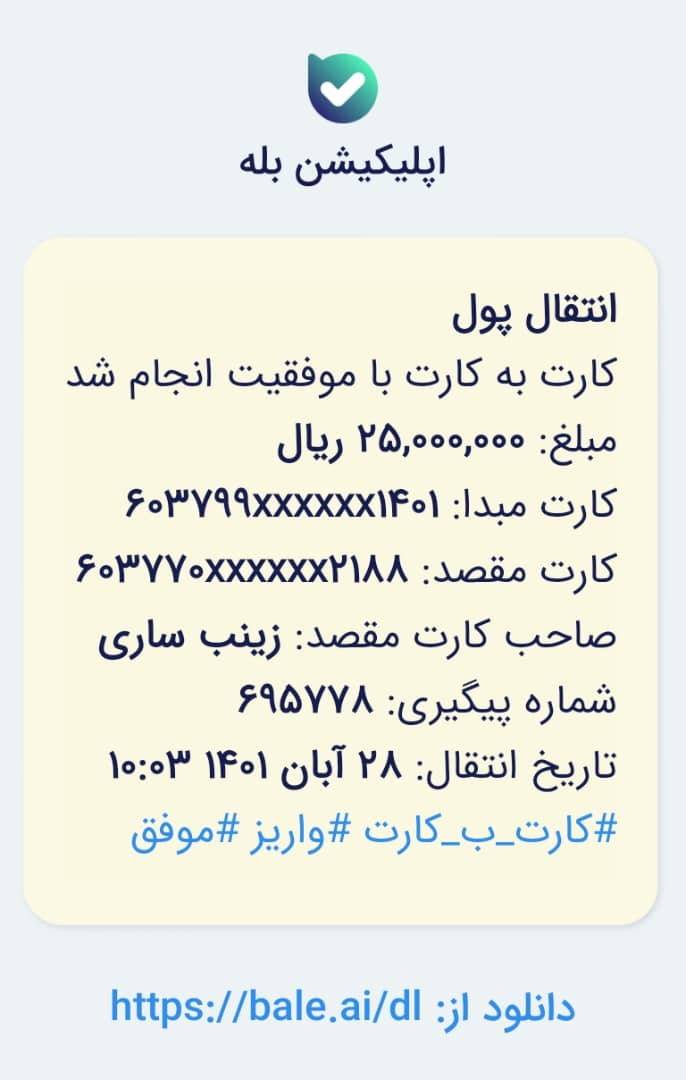 اپلیکیشن بله
انتقال پول
کارت به کارت با موفقیت انجام شد
مبلغ: ۲۵,۰۰۰,۰۰۰ ریال
کارت مبدا: ۶۰۳۷۹۹xxxxxx۱۴۰۱
کارت مقصد: ۶۰۳۷۷۰xxxxxx۲۱۸۸
صاحب کارت مقصد: زینب ساری
شماره پیگیری: ۶۹۵۷۷۸
تاریخ انتقال: ۲۸ آبان ۱۴۰۱ ۱۰:۰۳
#کارت_ب_کارت #واریز #موفق
دانلود از: https://bale.ai/dl